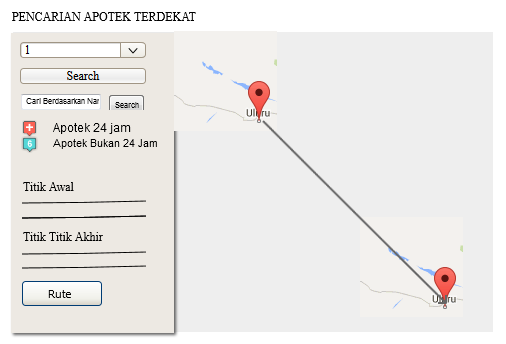 PENCARIAN APOTEK TERDEKAT
1
Search
Cari Berdasarkan Nar
Search
Apotek 24 jam
6
Apotek Bukan 24 Jam
Titik Awal
Titik Titik Akhir
Rute
Uluru
Uluru